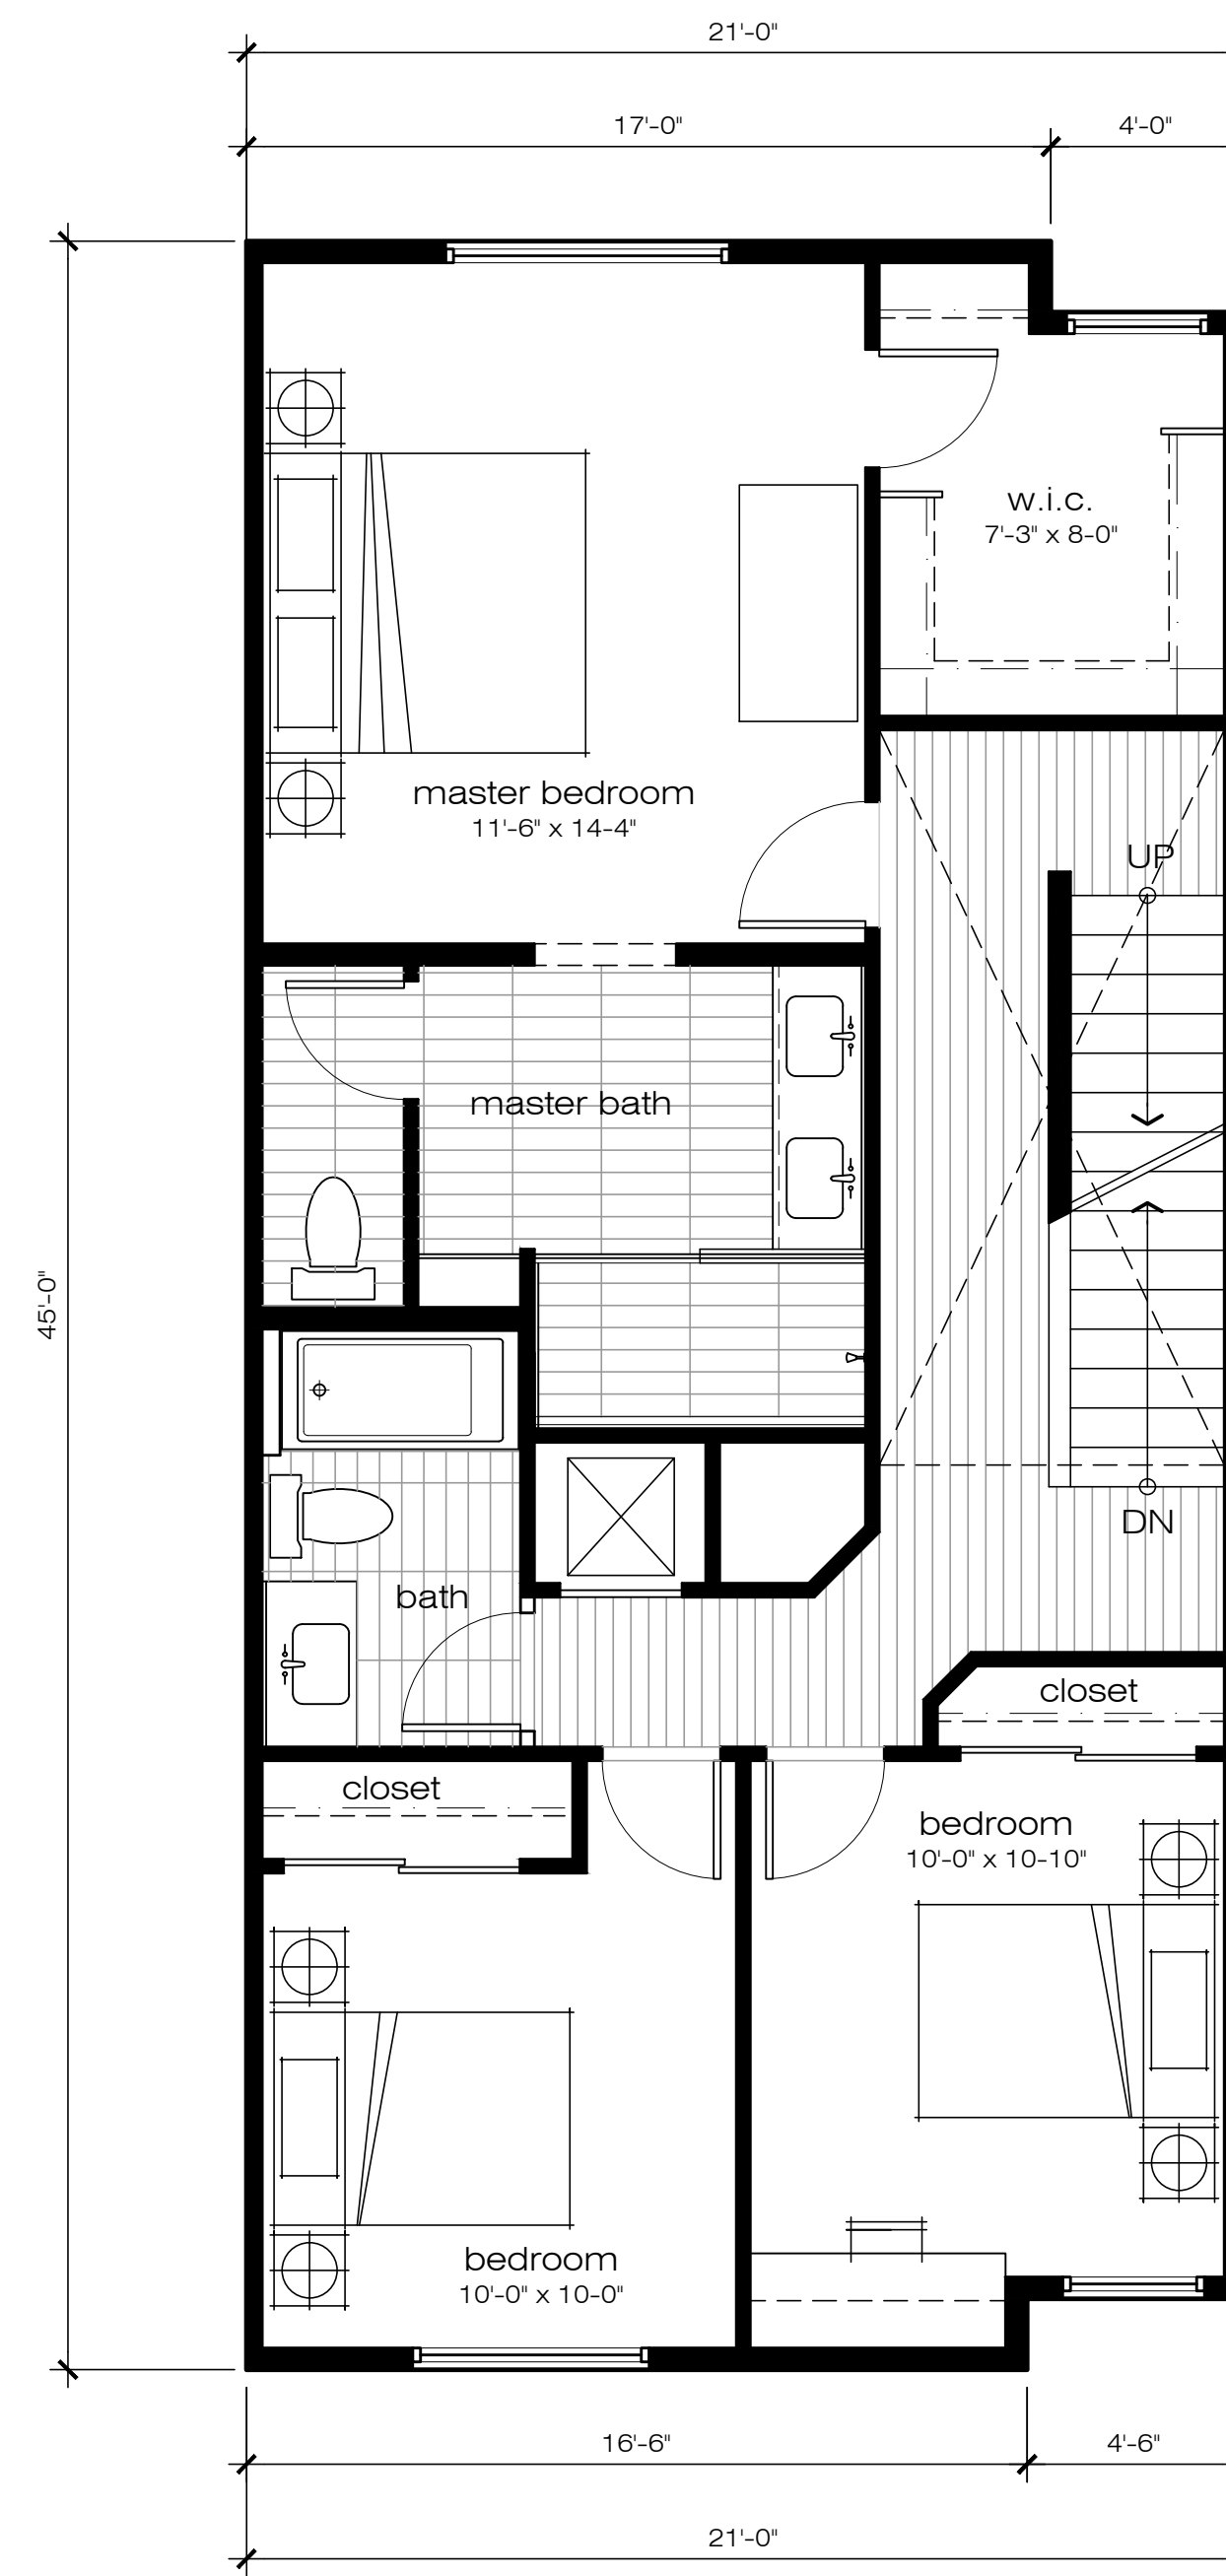 21'-0"
17'-0"
4'-0"
w.i.c.
7'-3" x 8-0"
master bedroom
11'-6" x 14-4"
UP
master bath
45'-0"
DN
bath
closet
closet
bedroom
10'-0" x 10-10"
bedroom
10'-0" x 10-0"
16'-6"
4'-6"
21'-0"